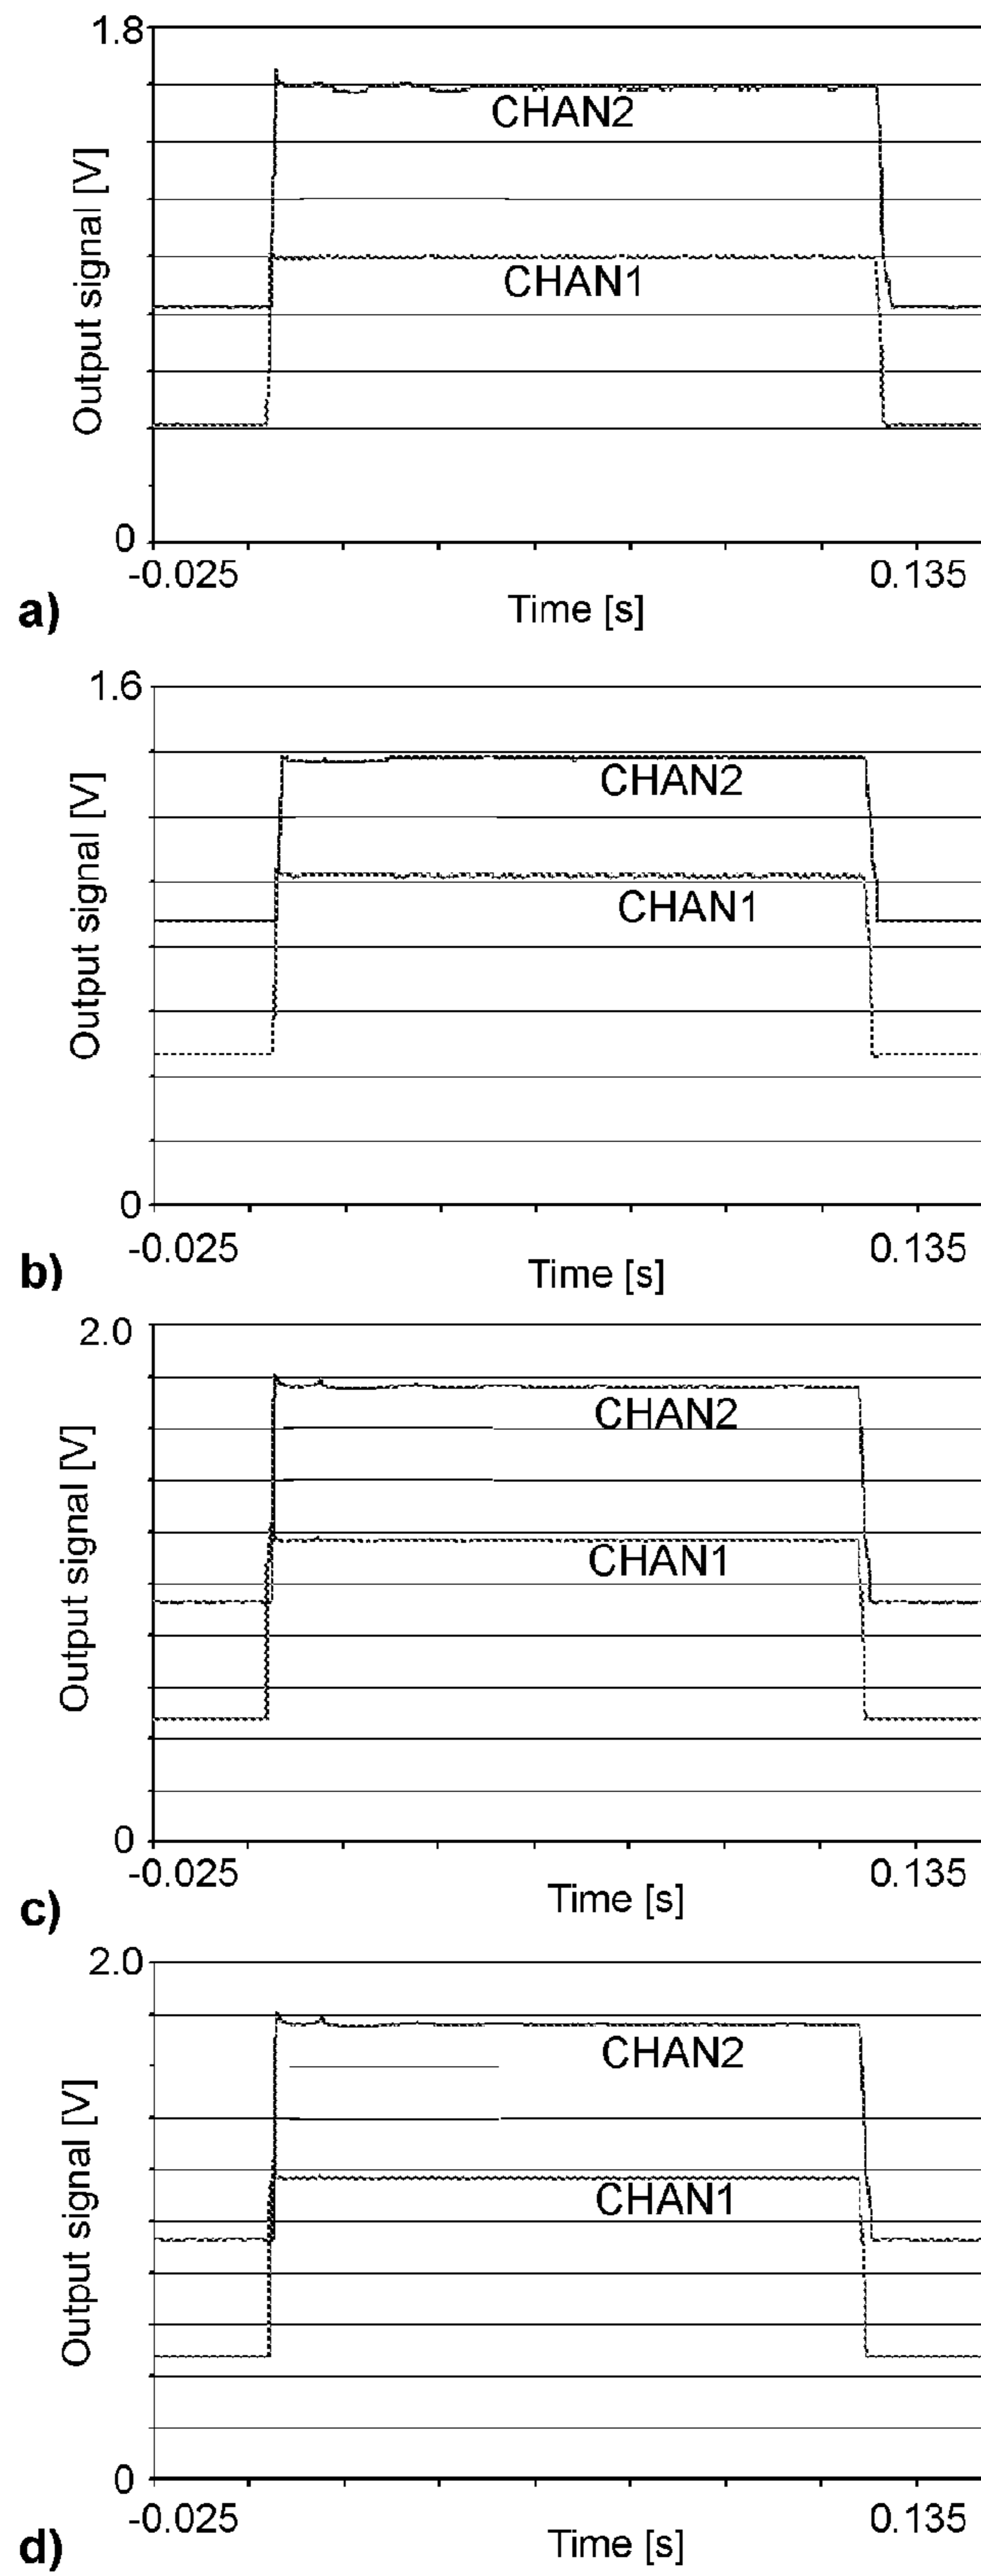 1.8
CHAN2
Output signal [V]
CHAN1
0
-0.025
0.135
a)
Time [s]
1.6
CHAN2
Output signal [V]
CHAN1
0
-0.025
0.135
b)
Time [s]
2.0
CHAN2
Output signal [V]
CHAN1
0
-0.025
0.135
c)
Time [s]
2.0
CHAN2
Output signal [V]
CHAN1
0
-0.025
0.135
d)
Time [s]